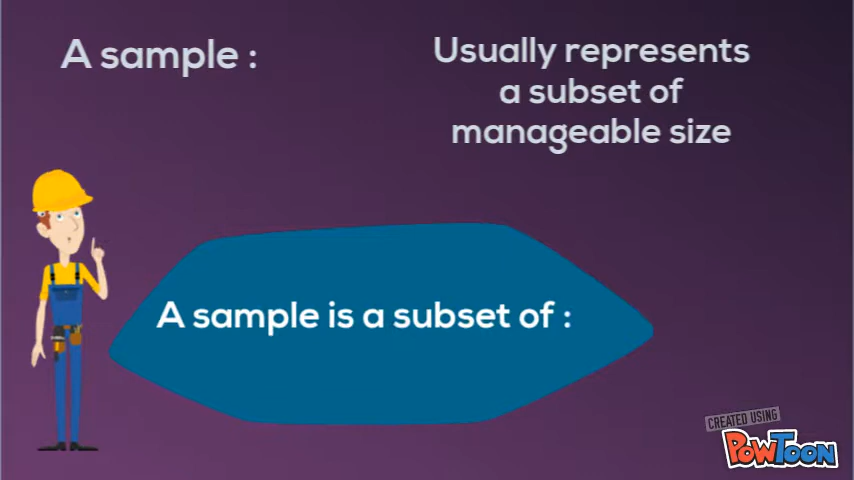 A sample :
Usually represents
a subset of
manageable size
A sample is a subset of :
CREATED USING
POWTOON